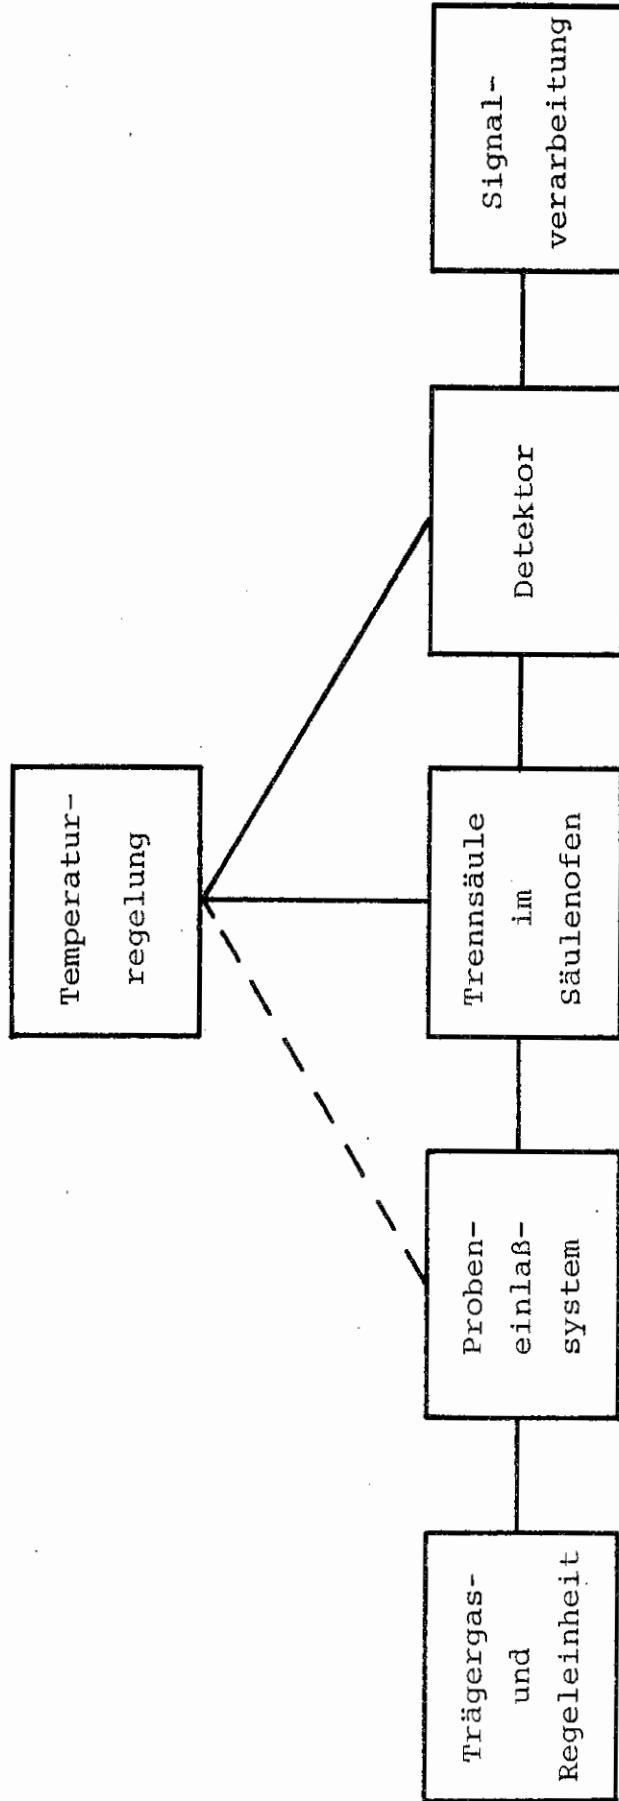 Temperatur-
regelung
Trägergas-
und
Regeleinheit
Proben-
einlaß-
system
Trennsäule
im
Säulenofen
Detektor
Signal-
verarbeitung